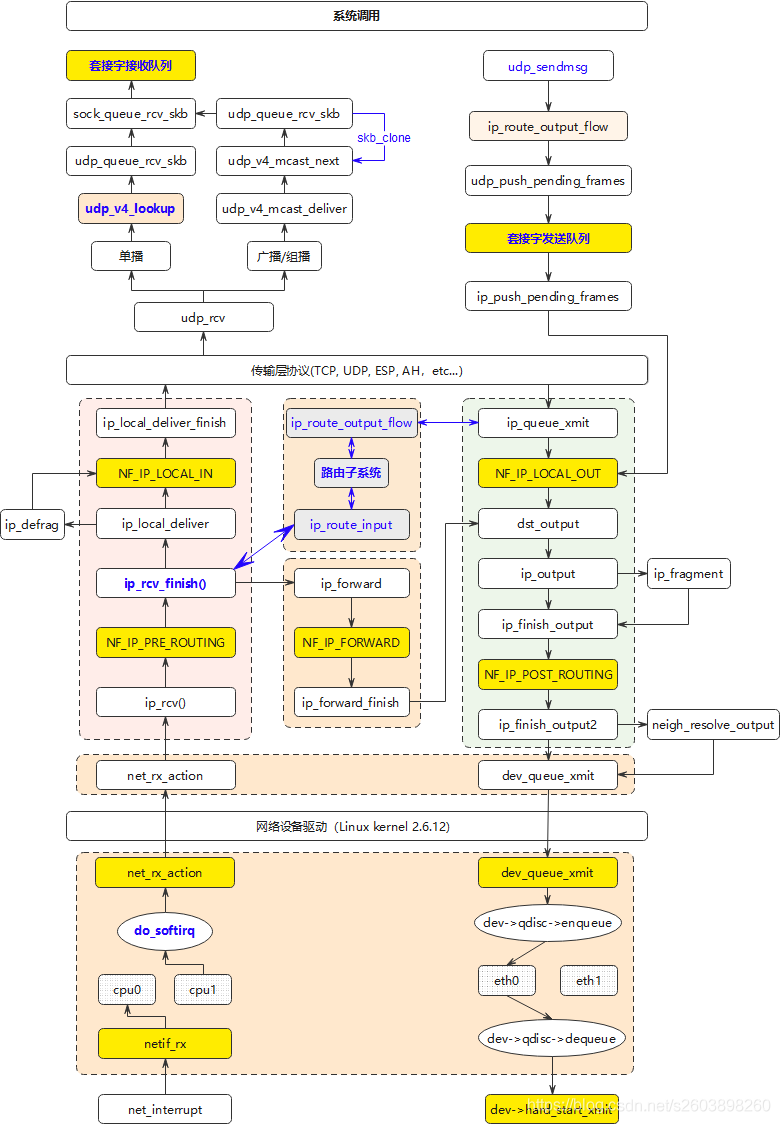 系统调用
套接字接收队列
udp_sendmsg
sock_queue_rcv_skb
udp_queue_rcv_skb
ip_route_output_flow
skb_clone
udp_queue_rcv_skb
udp_v4_mcast_next
udp_push_pending_frames
udp_v4_lookup
udp_v4_mcast_deliver
套接字发送队列
单播
广播/组播
ip_push_pending_frames
udp_rcv
传输层协议(TCP, UDP, ESP, AH，etc...)
ip_local_deliver_finish
ip_route_output_flow
ip_queue_xmit
NF_IP_LOCAL_IN
路由子系统
NF_IP_LOCAL_OUT
ip_defrag
ip_local_deliver
ip_route_input
dst_output
ip_rcv_finish()
ip_forward
ip_output
ip_fragment
ip_finish_output
NF_IP_PRE_ROUTING
NF_IP_FORWARD
NF_IP_POST_ROUTING
ip_rcv()
ip_forward_finish
ip_finish_output2
neigh_resolve_output
net_rx_action
dev_queue_xmit
网络设备驱动（Linux kernel 2.6.12)
net_rx_action
dev_queue_xmit
do_softirq
dev->qdisc->enqueue
cpu0
cpu1
eth0
eth1
netif_rx
dev->qdisc->dequeue
net_interrupt
dev->hard_start_xmit
https://blog.csdn.net/s2603898260